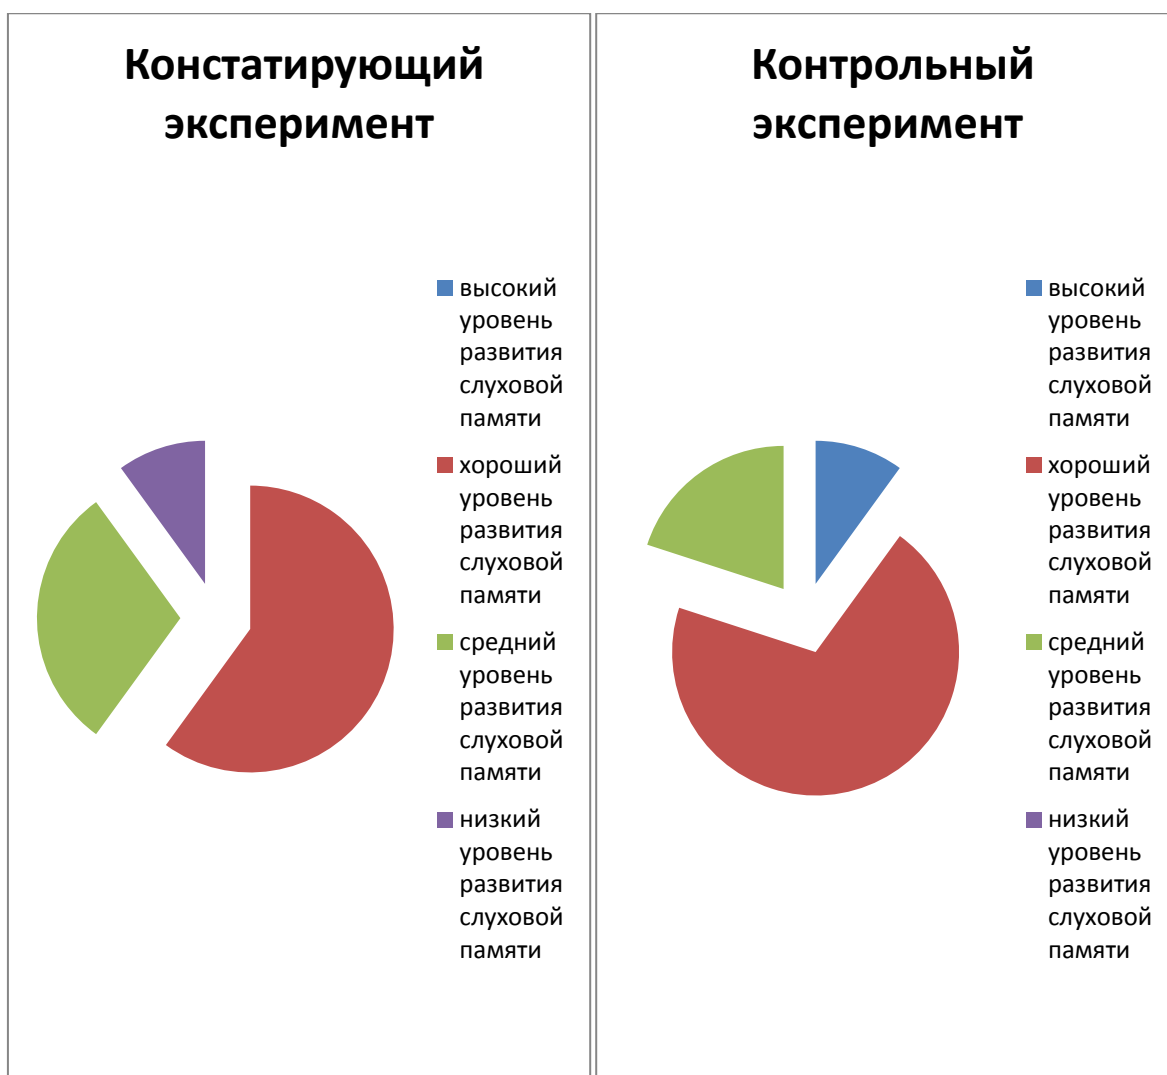 Констатирующий
эксперимент
высокий
уровень
развития
слуховой
памяти
хороший
уровень
развития
слуховой
памяти
средний
уровень
развития
слуховой
памяти
низкий
уровень
развития
слуховой
памяти
Контрольный
эксперимент
высокий
уровень
развития
слуховой
памяти
хороший
уровень
развития
слуховой
памяти
средний
уровень
развития
слуховой
памяти
низкий
уровень
развития
слуховой
памяти